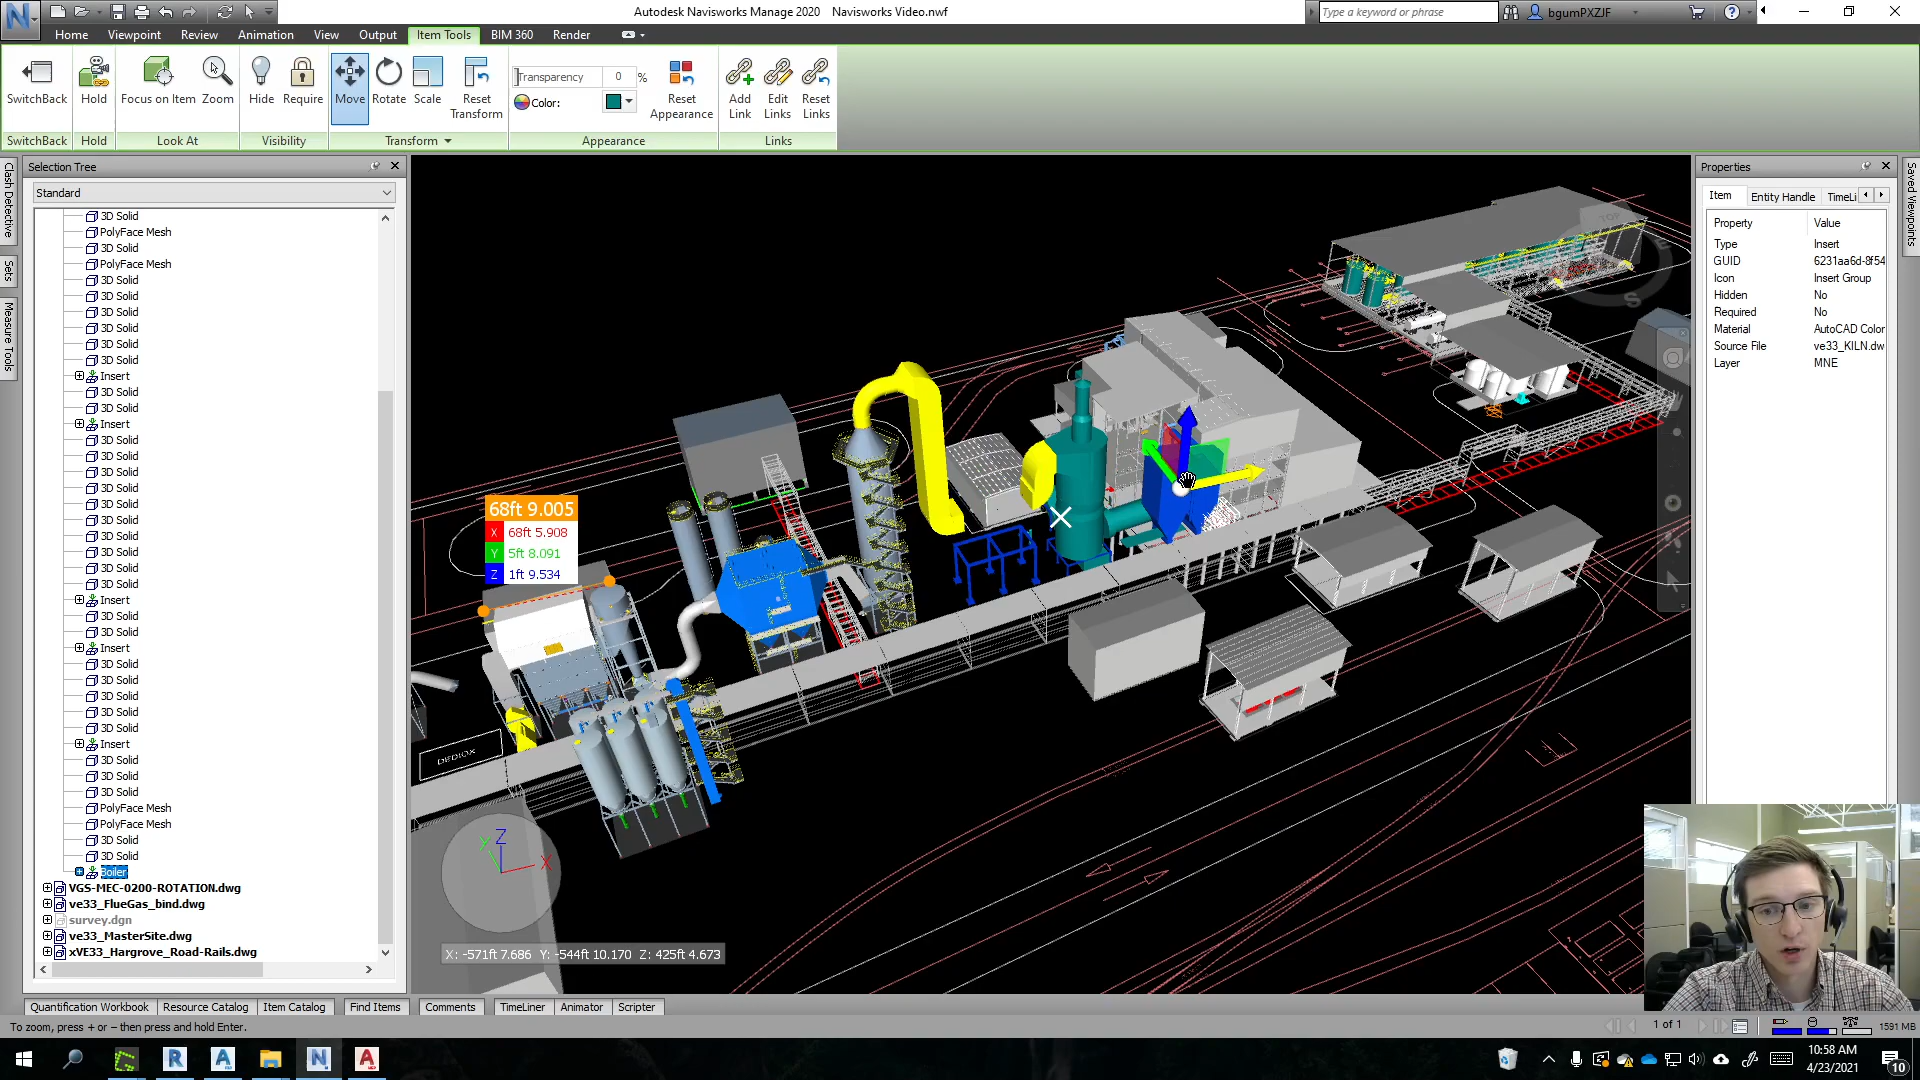 Autodesk Navisworks Manage 2020 Navisworks Video.nwf
Type a keyword or phrase
bgumPXZJF
Home Viewpoint Review Animation View Output Item Tools BIM 360 Render
SwitchBack
Hold
Focus on Item
Zoom
Hide
Require
Move
Rotate
Scale
Reset
Transform
Transparency 0 %
Color:
Reset
Appearance
Add
Link
Edit
Links
Reset
Links
SwitchBack Hold Look At Visibility Transform Appearance Links
Clash Detective
Sets
Measure Tools
Selection Tree
Standard
3D Solid
PolyFace Mesh
3D Solid
PolyFace Mesh
3D Solid
3D Solid
3D Solid
3D Solid
3D Solid
3D Solid
Insert
3D Solid
3D Solid
Insert
3D Solid
3D Solid
3D Solid
3D Solid
3D Solid
3D Solid
3D Solid
3D Solid
3D Solid
3D Solid
Insert
3D Solid
3D Solid
Insert
3D Solid
3D Solid
3D Solid
3D Solid
3D Solid
Insert
3D Solid
3D Solid
3D Solid
PolyFace Mesh
PolyFace Mesh
3D Solid
3D Solid
Boiler
VGS-MEC-0200-ROTATION.dwg
ve33_FlueGas_bind.dwg
survey.dgn
ve33_MasterSite.dwg
xVE33_Hargrove_Road-Rails.dwg
68ft 9.005
X 68ft 5.908
Y 5ft 8.091
Z 1ft 9.534
DEDIOX
TOP
E
S
Z
Y
X
X: -571ft 7.686 Y: -544ft 10.170 Z: 425ft 4.673
Properties
Item Entity Handle TimeLi
Property Value
Type Insert
GUID 6231aa6d-8f54
Icon Insert Group
Hidden No
Required No
Material AutoCAD Color
Source File ve33_KILN.dw
Layer MNE
Saved Viewpoints
Quantification Workbook Resource Catalog Item Catalog Find Items Comments TimeLiner Animator Scripter
To zoom, press + or – then press and hold Enter.
1 of 1
1591 MB
10:58 AM
4/23/2021
10